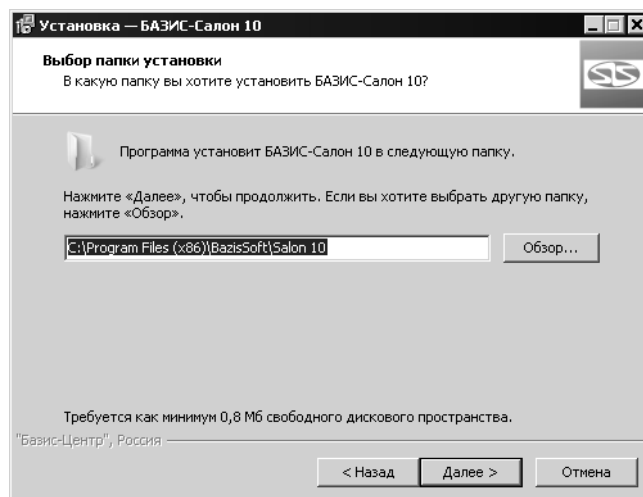 Установка — БАЗИС-Салон 10
Выбор папки установки
В какую папку вы хотите установить БАЗИС-Салон 10?
Программа установит БАЗИС-Салон 10 в следующую папку.
Нажмите «Далее», чтобы продолжить. Если вы хотите выбрать другую папку,
нажмите «Обзор».
C:\Program Files (x86)\BazisSoft\Salon 10
Обзор...
Требуется как минимум 0,8 Мб свободного дискового пространства.
"Базис-Центр", Россия
< Назад
Далее >
Отмена